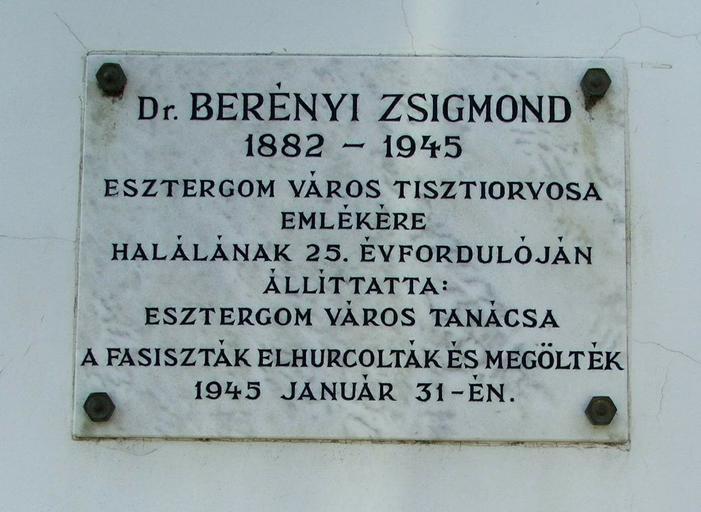 Dr. BERÉNYI ZSIGMOND
1882 – 1945
ESZTERGOM VÁROS TISZTIORVOSA
EMLÉKÉRE
HALÁLÁNAK 25. ÉVFORDULÓJÁN
ÁLLÍTTATTA:
ESZTERGOM VÁROS TANÁCSA
A FASISZTÁK ELHURCOLTÁK ÉS MEGÖLTÉK
1945 JANUÁR 31-ÉN.